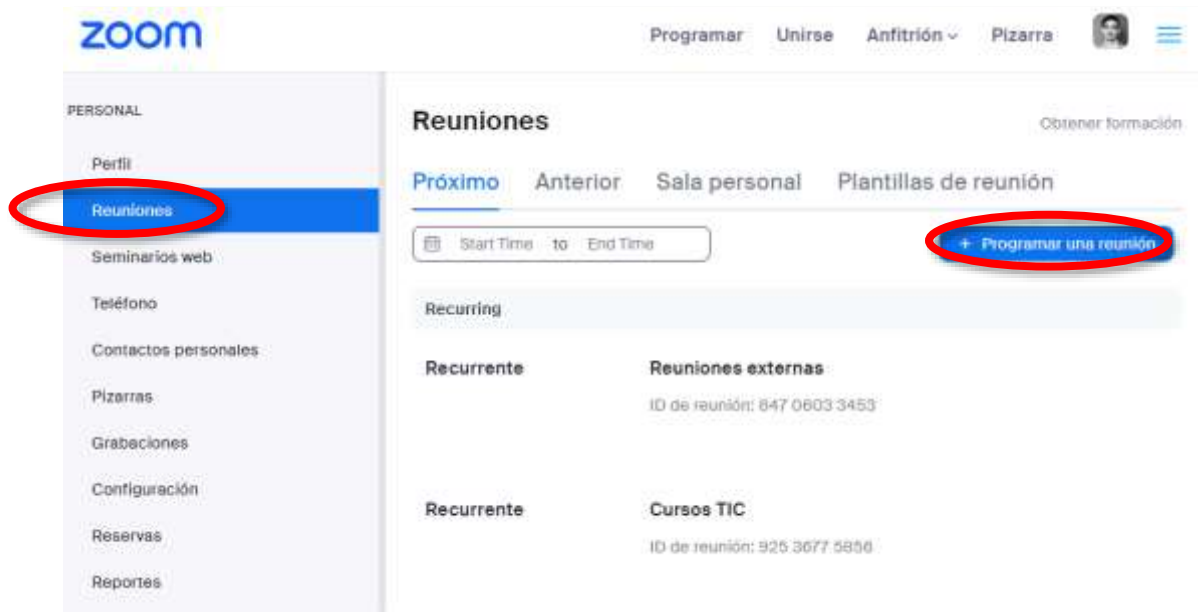 zoom
Programar Unirse Anfitrión Pizarra
PERSONAL
Perfil
Reuniones
Seminarios web
Teléfono
Contactos personales
Pizarras
Grabaciones
Configuración
Reservas
Reportes
Reuniones
Obtener formación
Próximo Anterior Sala personal Plantillas de reunión
Start Time to End Time
+ Programar una reunión
Recurring
Recurrente Reuniones externas
ID de reunión: 847 0603 3453
Recurrente Cursos TIC
ID de reunión: 925 3677 5856